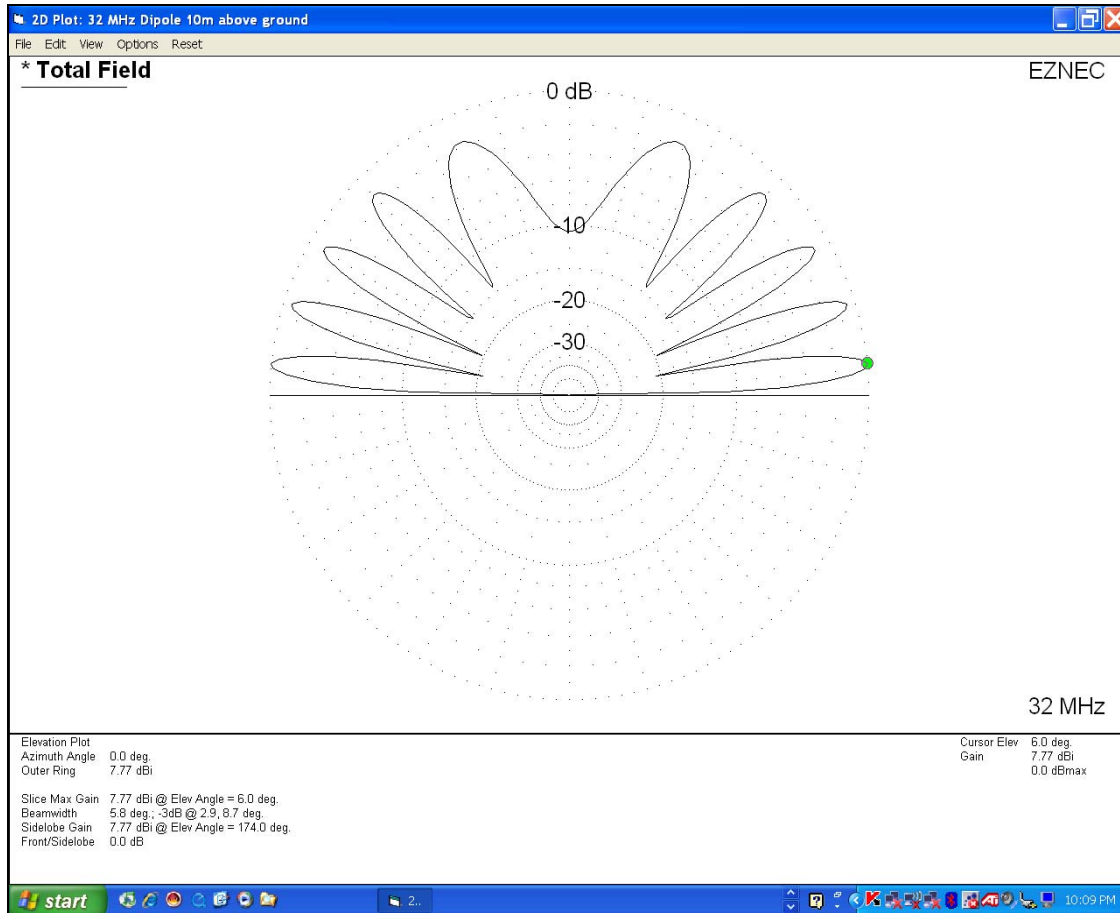 2D Plot: 32 MHz Dipole 10m above ground
File Edit View Options Reset
* Total Field
EZNEC
0 dB
-10
-20
-30
32 MHz
Elevation Plot
Azimuth Angle 0.0 deg.
Outer Ring 7.77 dBi
Slice Max Gain 7.77 dBi @ Elev Angle = 6.0 deg.
Beamwidth 5.8 deg.; -3dB @ 2.9, 8.7 deg.
Sidelobe Gain 7.77 dBi @ Elev Angle = 174.0 deg.
Front/Sidelobe 0.0 dB
Cursor Elev 6.0 deg.
Gain 7.77 dBi
0.0 dBmax
start
2..
ATI
10:09 PM